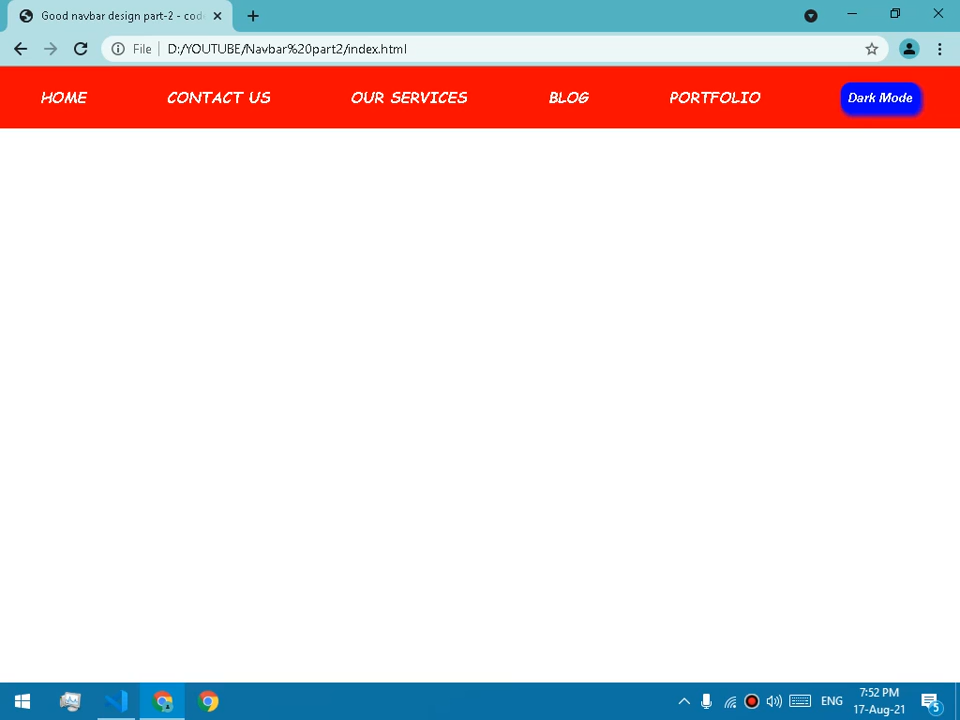 Good navbar design part-2 - cod
File D:/YOUTUBE/Navbar%20part2/index.html
HOME CONTACT US OUR SERVICES BLOG PORTFOLIO Dark Mode
ENG 7:52 PM
17-Aug-21 5